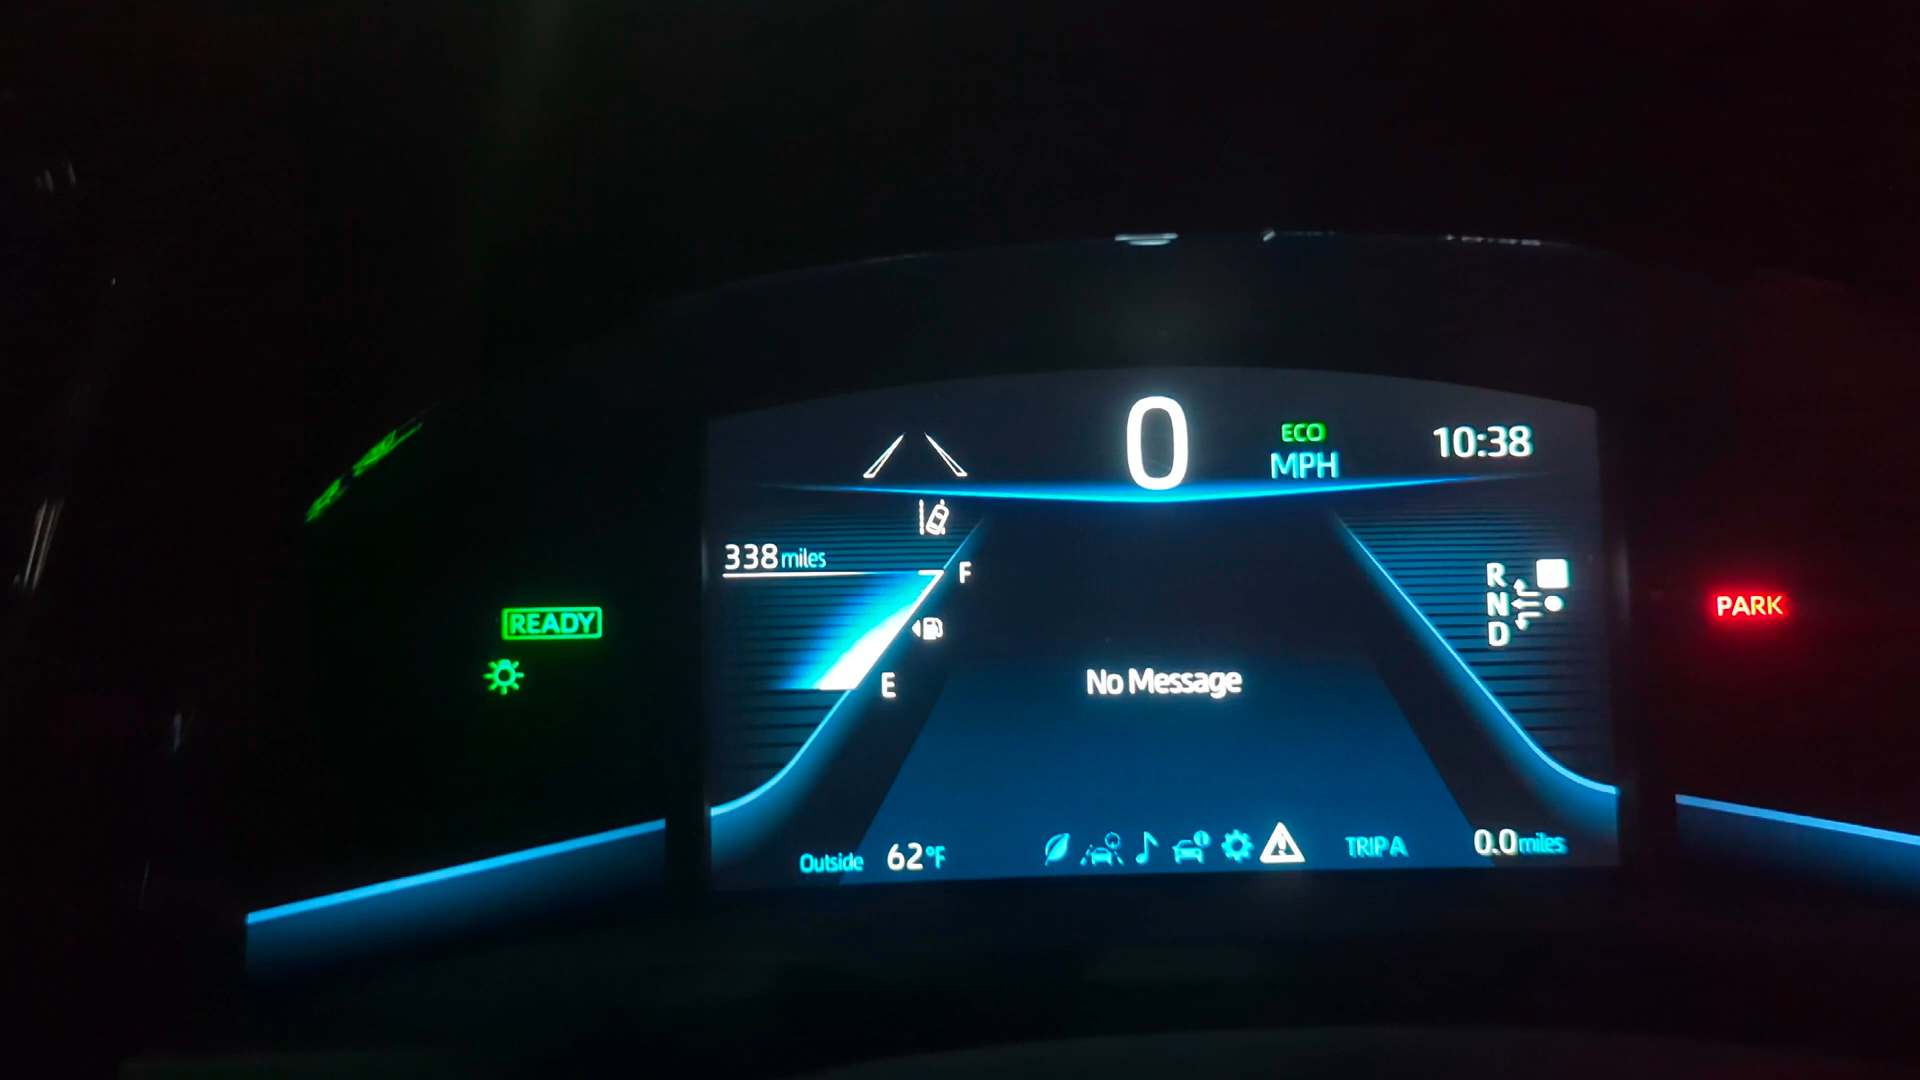 0
ECO
MPH
10:38
338 miles
F
E
READY
R
N
D
PARK
No Message
Outside 62°F
TRIP A
0.0 miles